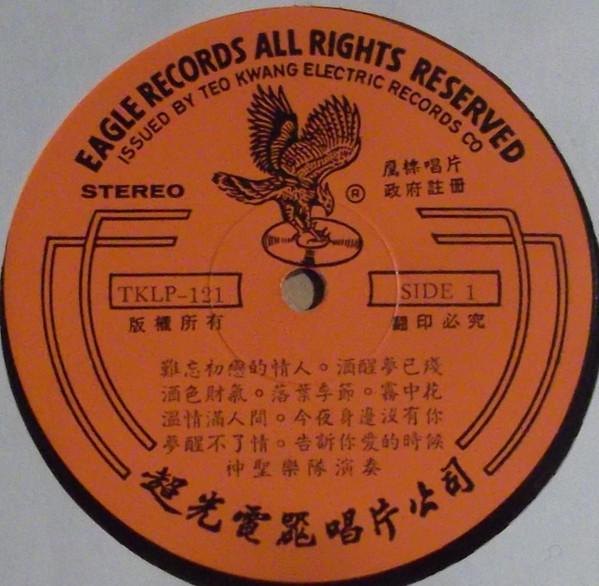 EAGLE RECORDS ALL RIGHTS RESERVED
ISSUED BY TEO KWANG ELECTRIC RECORDS CO
鳳標唱片
政府註冊
®
STEREO
TKLP-121
SIDE 1
版權所有
翻印必究
難忘初戀的情人。酒醒夢已殘
酒色財氣。落葉季節。霧中花
溫情滿人間。今夜身邊沒有你
夢醒不了情。告訴你愛的時候
神聖樂隊演奏
超光電器唱片公司